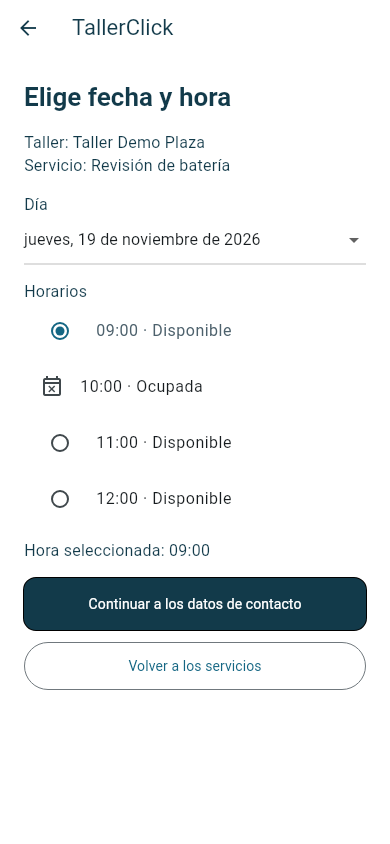 TallerClick
Elige fecha y hora
Taller: Taller Demo Plaza
Servicio: Revisión de batería
Día
jueves, 19 de noviembre de 2026
Horarios
09:00 · Disponible
10:00 · Ocupada
11:00 · Disponible
12:00 · Disponible
Hora seleccionada: 09:00
Continuar a los datos de contacto
Volver a los servicios